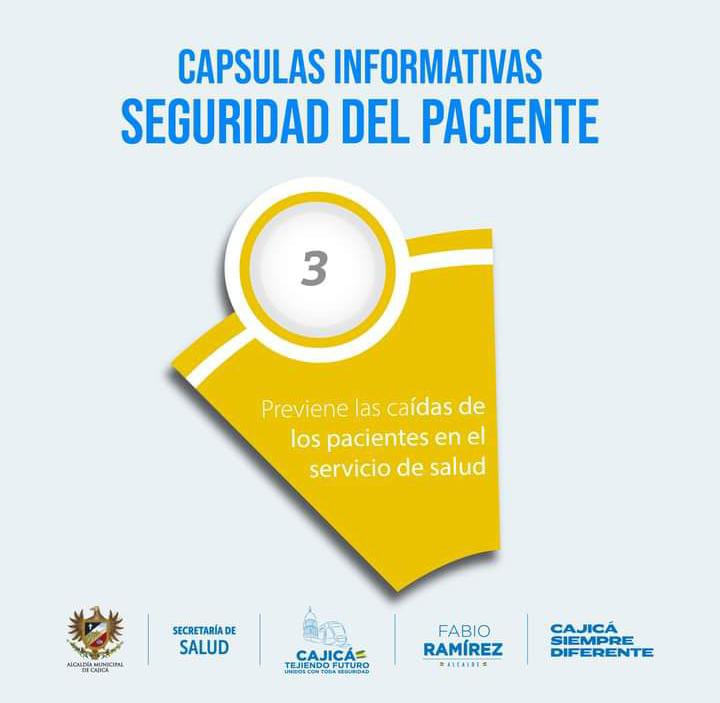 CAPSULAS INFORMATIVAS
SEGURIDAD DEL PACIENTE
3
Previene las caídas de
los pacientes en el
servicio de salud
ALCALDÍA MUNICIPAL
DE CAJICÁ
SECRETARÍA DE
SALUD
CAJICÁ
TEJIENDO FUTURO
UNIDOS CON TODA SEGURIDAD
FABIO
RAMÍREZ
ALCALDE
CAJICÁ
SIEMPRE
DIFERENTE